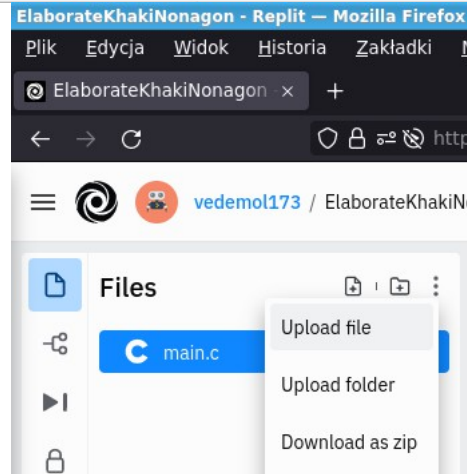 ElaborateKhakiNonagon - Replit — Mozilla Firefox
Plik Edycja Widok Historia Zakładki
ElaborateKhakiNonagon
vedemol173 / ElaborateKhakiN
Files
main.c
Upload file
Upload folder
Download as zip